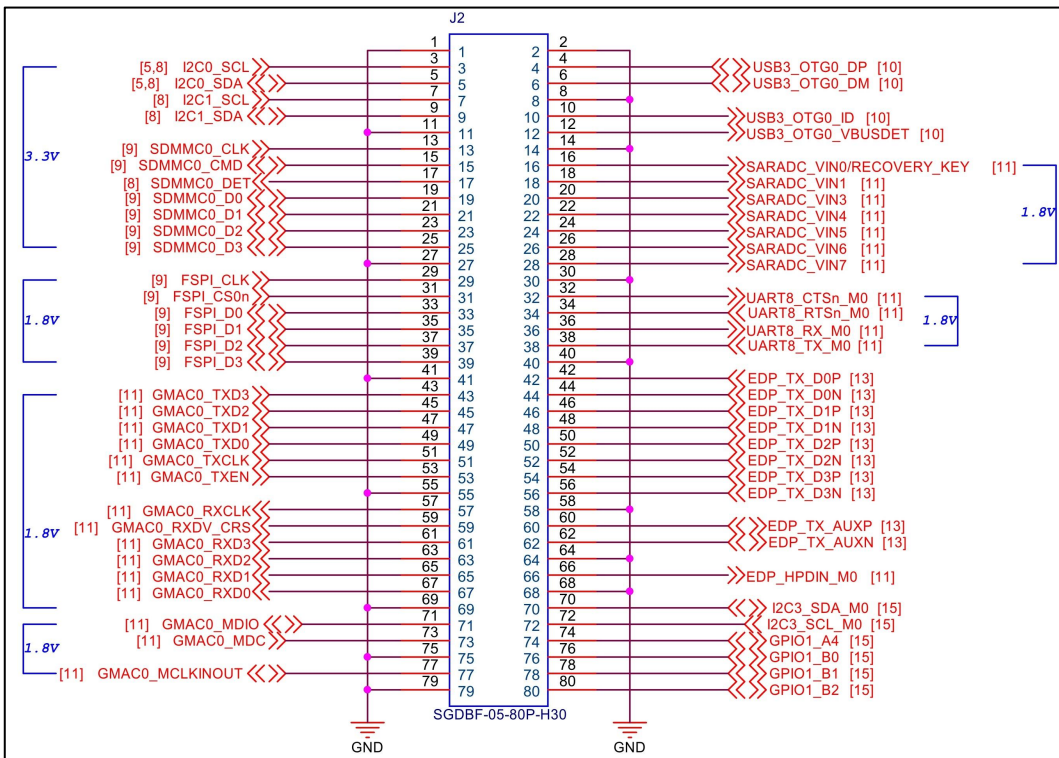 J2
1 1 2 2
[5,8] I2C0_SCL 3 3 4 4 USB3_OTG0_DP [10]
[5,8] I2C0_SDA 5 5 6 6 USB3_OTG0_DM [10]
[8] I2C1_SCL 7 7 8 8
[8] I2C1_SDA 9 9 10 10 USB3_OTG0_ID [10]
11 11 12 12 USB3_OTG0_VBUSDET [10]
3.3V [9] SDMMC0_CLK 13 13 14 14
[9] SDMMC0_CMD 15 15 16 16 SARADC_VIN0/RECOVERY_KEY [11]
[8] SDMMC0_DET 17 17 18 18 SARADC_VIN1 [11]
[9] SDMMC0_D0 19 19 20 20 SARADC_VIN3 [11]
[9] SDMMC0_D1 21 21 22 22 SARADC_VIN4 [11] 1.8V
[9] SDMMC0_D2 23 23 24 24 SARADC_VIN5 [11]
[9] SDMMC0_D3 25 25 26 26 SARADC_VIN6 [11]
27 27 28 28 SARADC_VIN7 [11]
[9] FSPI_CLK 29 29 30 30
[9] FSPI_CS0n 31 31 32 32 UART8_CTSn_M0 [11]
1.8V [9] FSPI_D0 33 33 34 34 UART8_RTSn_M0 [11] 1.8V
[9] FSPI_D1 35 35 36 36 UART8_RX_M0 [11]
[9] FSPI_D2 37 37 38 38 UART8_TX_M0 [11]
[9] FSPI_D3 39 39 40 40
41 41 42 42 EDP_TX_D0P [13]
[11] GMAC0_TXD3 43 43 44 44 EDP_TX_D0N [13]
[11] GMAC0_TXD2 45 45 46 46 EDP_TX_D1P [13]
[11] GMAC0_TXD1 47 47 48 48 EDP_TX_D1N [13]
[11] GMAC0_TXD0 49 49 50 50 EDP_TX_D2P [13]
[11] GMAC0_TXCLK 51 51 52 52 EDP_TX_D2N [13]
[11] GMAC0_TXEN 53 53 54 54 EDP_TX_D3P [13]
55 55 56 56 EDP_TX_D3N [13]
[11] GMAC0_RXCLK 57 57 58 58
1.8V [11] GMAC0_RXDV_CRS 59 59 60 60 EDP_TX_AUXP [13]
[11] GMAC0_RXD3 61 61 62 62 EDP_TX_AUXN [13]
[11] GMAC0_RXD2 63 63 64 64
[11] GMAC0_RXD1 65 65 66 66 EDP_HPDIN_M0 [11]
[11] GMAC0_RXD0 67 67 68 68
69 69 70 70 I2C3_SDA_M0 [15]
[11] GMAC0_MDIO 71 71 72 72 I2C3_SCL_M0 [15]
1.8V [11] GMAC0_MDC 73 73 74 74 GPIO1_A4 [15]
75 75 76 76 GPIO1_B0 [15]
[11] GMAC0_MCLKINOUT 77 77 78 78 GPIO1_B1 [15]
79 79 80 80 GPIO1_B2 [15]
SGDBF-05-80P-H30
GND GND